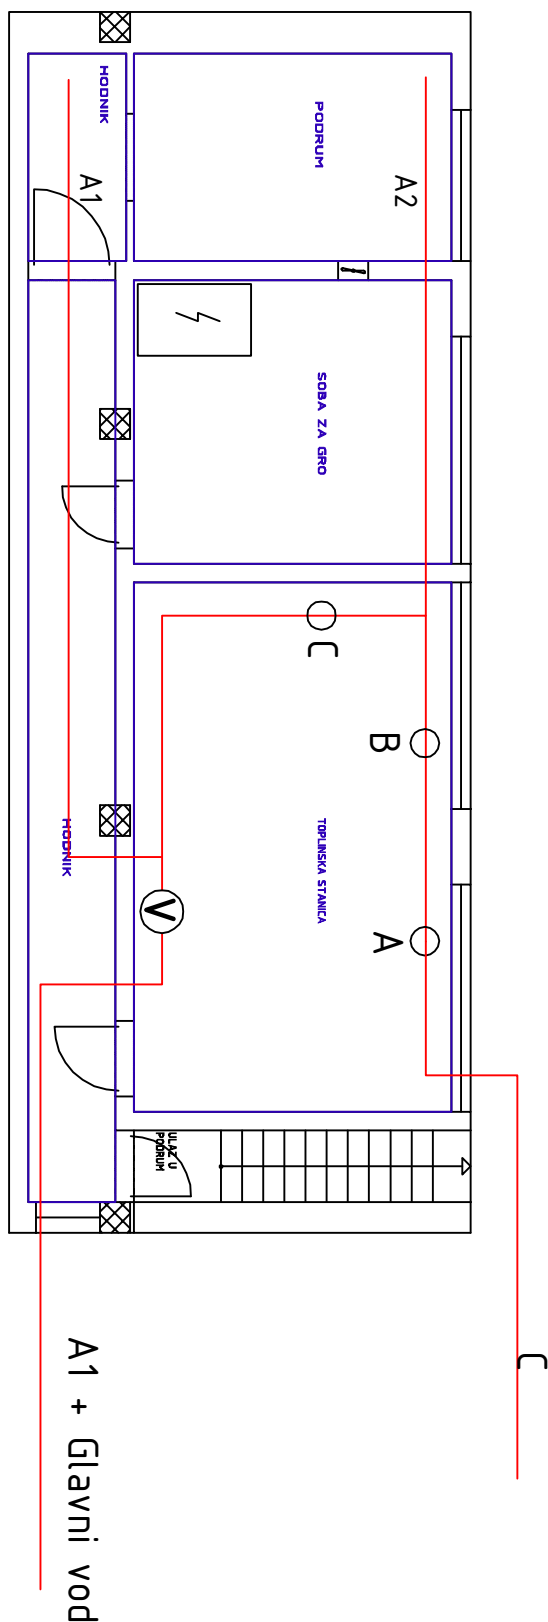 HODNIK
PODRUM
A1
A2
SOBA ZA GRO
C
B
HODNIK
TOPLINSKA STANICA
V
A
ULAZ U
PODRUM
C
A1 + Glavni vod